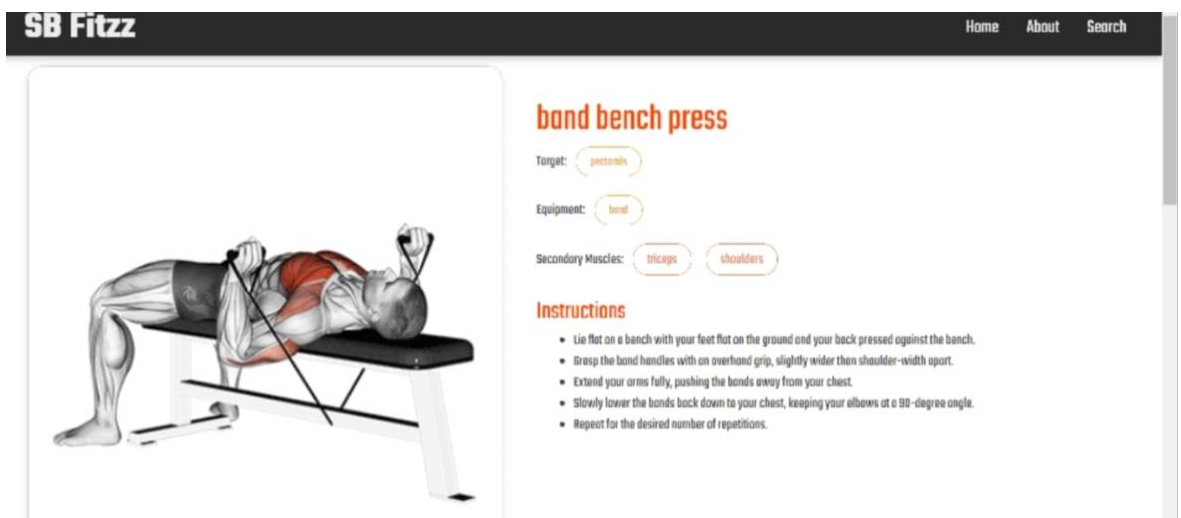 SB Fitzz
Home About Search
band bench press
Target: pectorals
Equipment: band
Secondary Muscles: triceps shoulders
Instructions
• Lie flat on a bench with your feet flat on the ground and your back pressed against the bench.
• Grasp the band handles with an overhand grip, slightly wider than shoulder-width apart.
• Extend your arms fully, pushing the bands away from your chest.
• Slowly lower the bands back down to your chest, keeping your elbows at a 90-degree angle.
• Repeat for the desired number of repetitions.